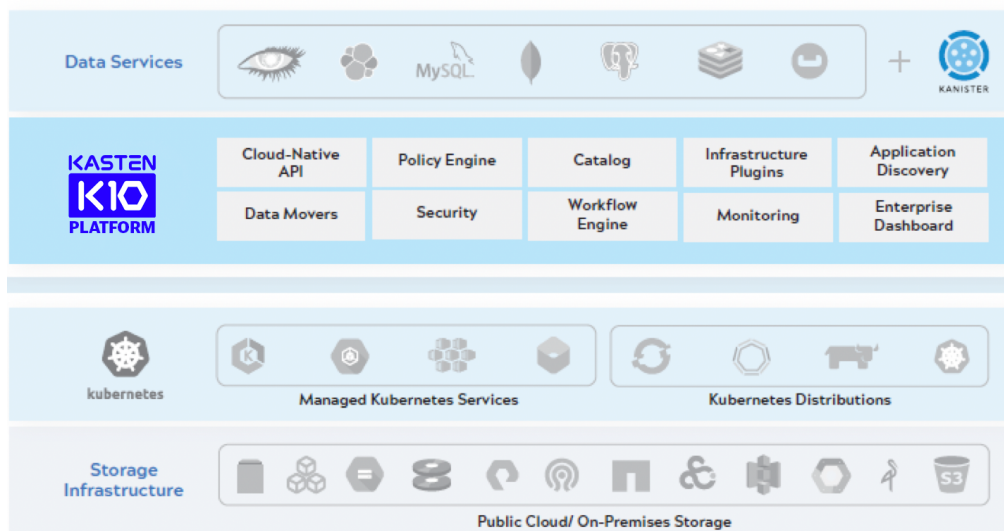 Data Services
MySQL
+
KANISTER
KASTEN
K10
PLATFORM
Cloud-Native
API
Policy Engine
Catalog
Infrastructure
Plugins
Application
Discovery
Data Movers
Security
Workflow
Engine
Monitoring
Enterprise
Dashboard
kubernetes
K
Managed Kubernetes Services
Kubernetes Distributions
Storage
Infrastructure
S3
Public Cloud/ On-Premises Storage